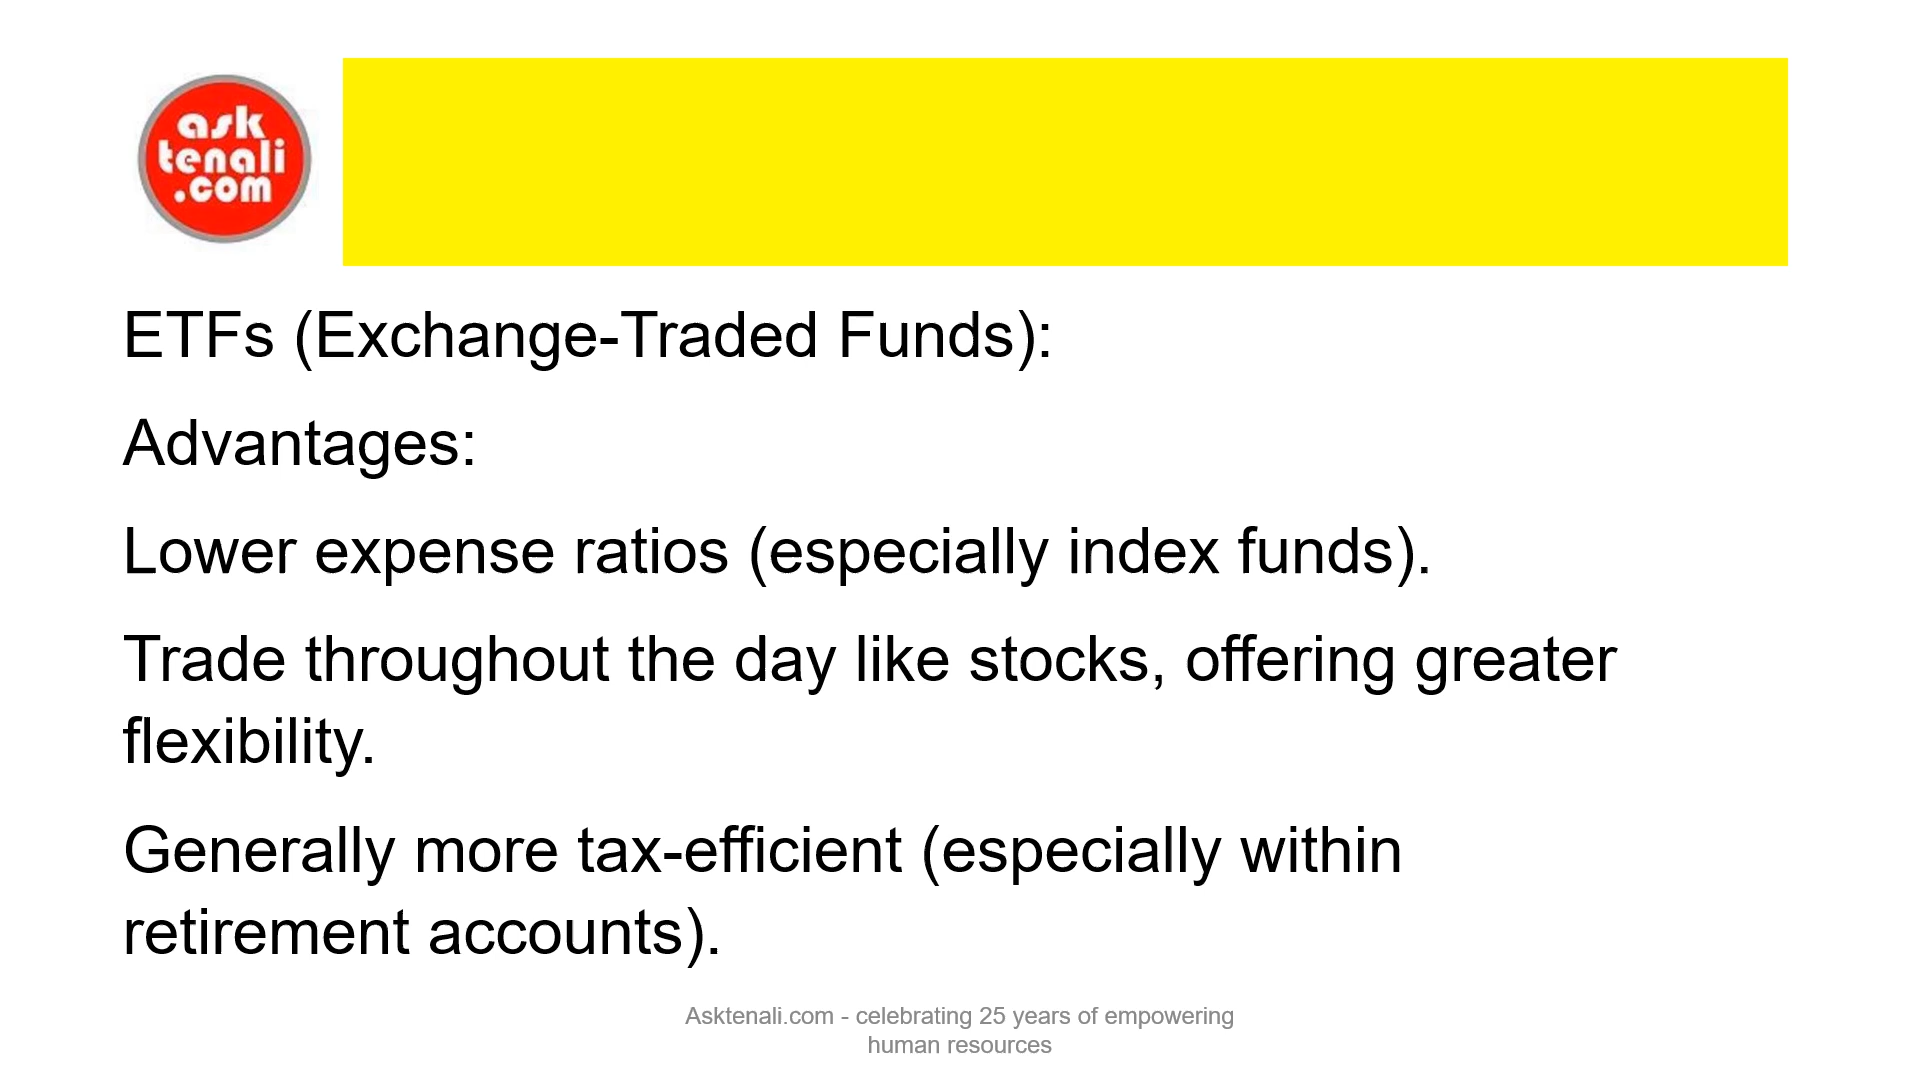 ask
tenali
.com
ETFs (Exchange-Traded Funds):
Advantages:
Lower expense ratios (especially index funds).
Trade throughout the day like stocks, offering greater
flexibility.
Generally more tax-efficient (especially within
retirement accounts).
Asktenali.com - celebrating 25 years of empowering
human resources